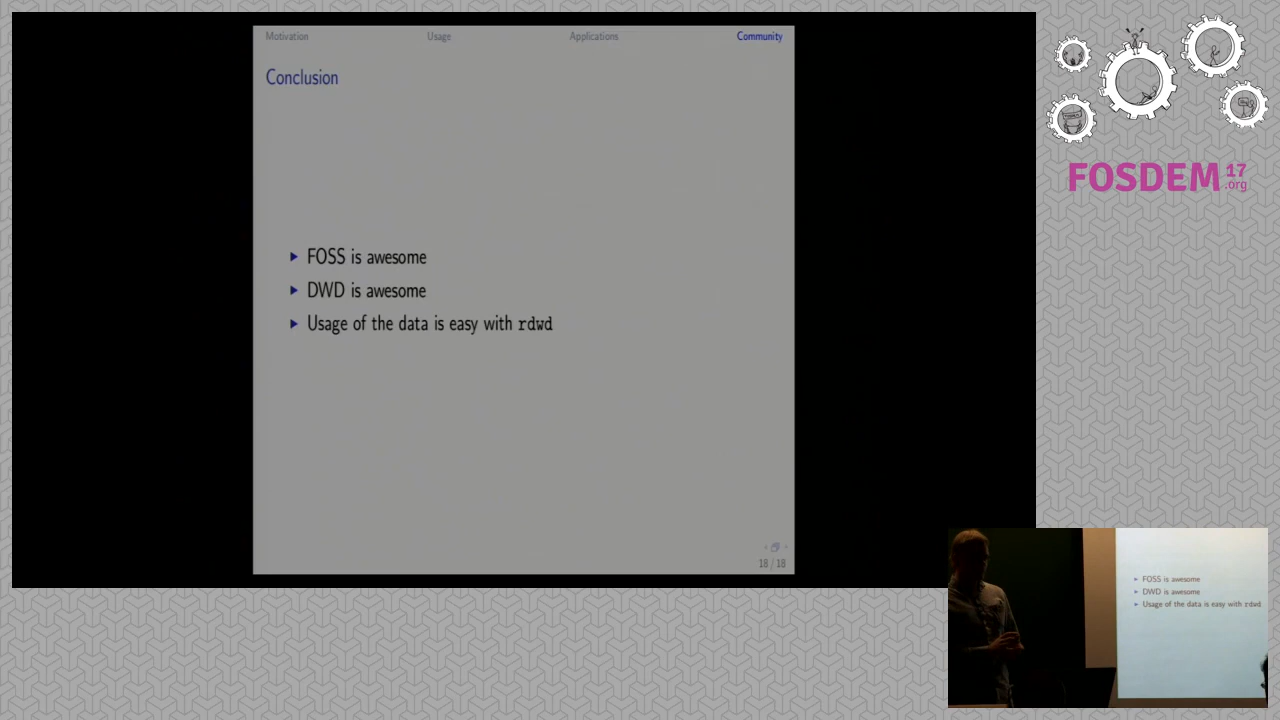 Motivation Usage Applications Community
Conclusion
FOSS is awesome
DWD is awesome
Usage of the data is easy with rdwd
18 / 18
FOSDEM 17
.org
FOSS is awesome
DWD is awesome
Usage of the data is easy with rdwd